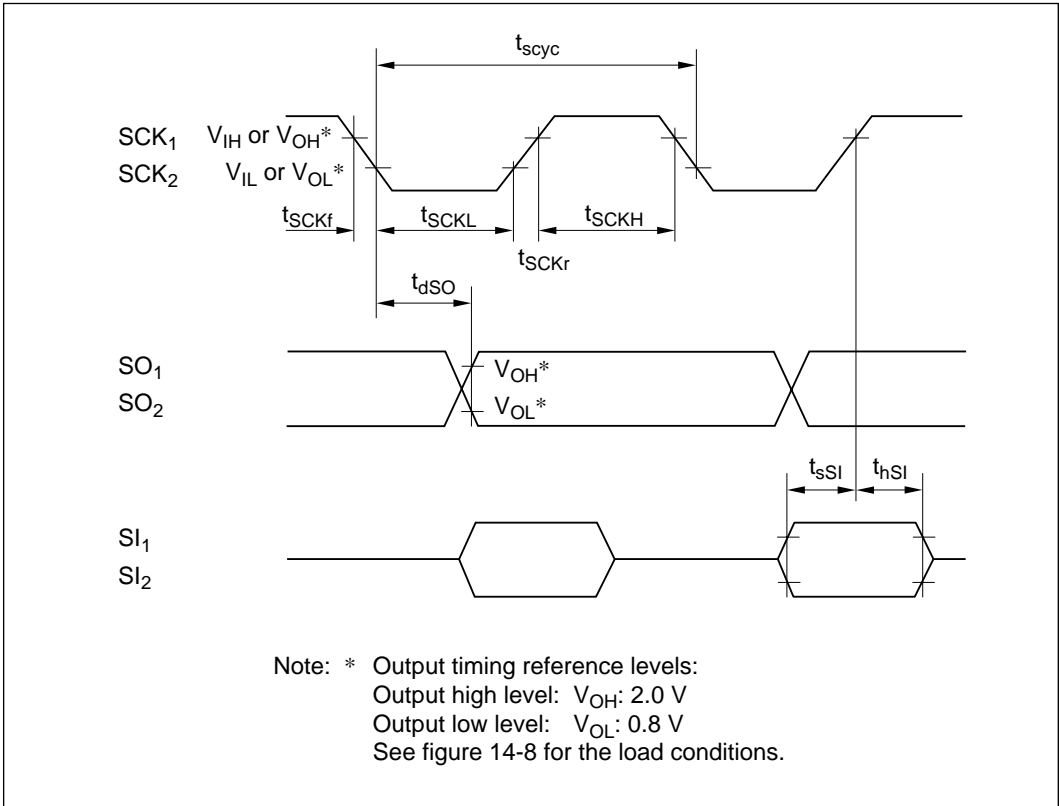 tscyc
SCK1 VIH or VOH*
SCK2 VIL or VOL*
tSCKf tSCKL tSCKH
tSCKr
tdSO
SO1 VOH*
SO2 VOL*
tsSI thSI
SI1
SI2
Note: * Output timing reference levels:
Output high level: VOH: 2.0 V
Output low level: VOL: 0.8 V
See figure 14-8 for the load conditions.